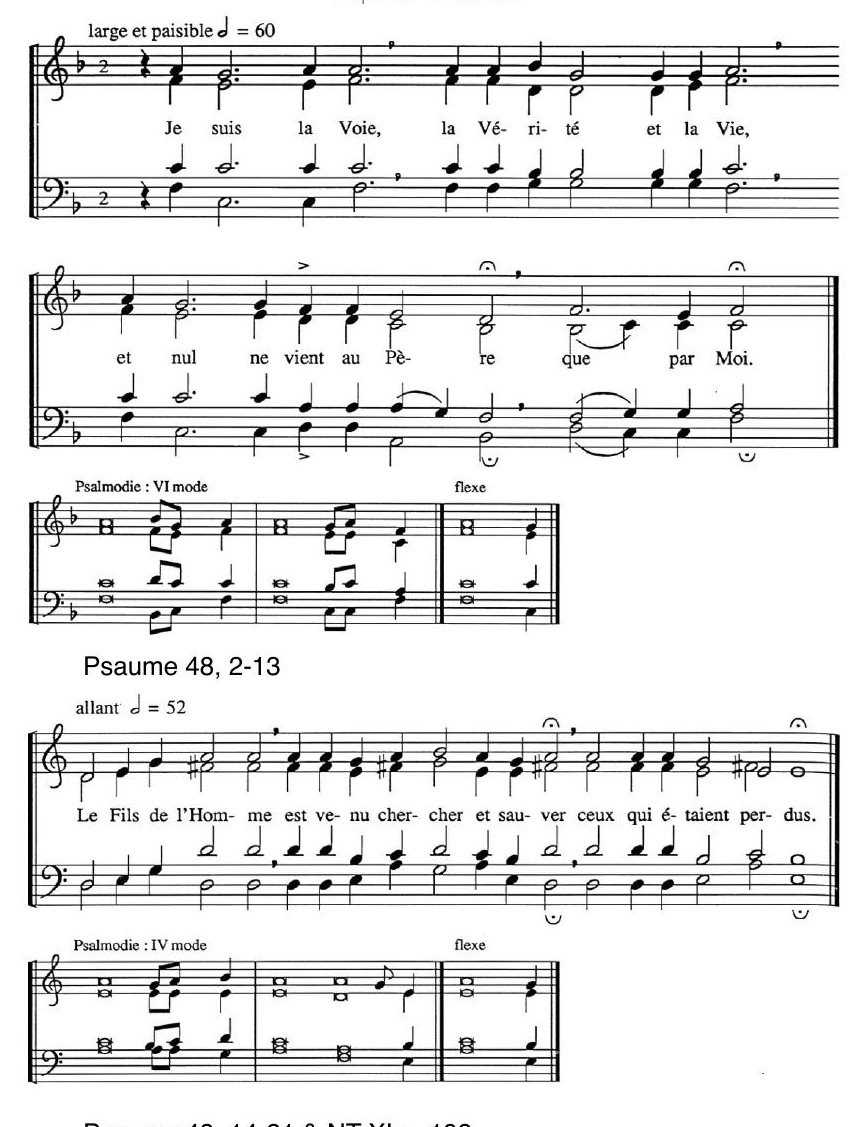 large et paisible 𝅗𝅥 = 60
2
Je suis la Voie, la Vé- ri- té et la Vie,
2
et nul ne vient au Pè- re que par Moi.
Psalmodie : VI mode flexe
Psaume 48, 2-13
allant 𝅗𝅥 = 52
Le Fils de l'Hom- me est ve- nu cher- cher et sau- ver ceux qui é- taient per- dus.
Psalmodie : IV mode flexe